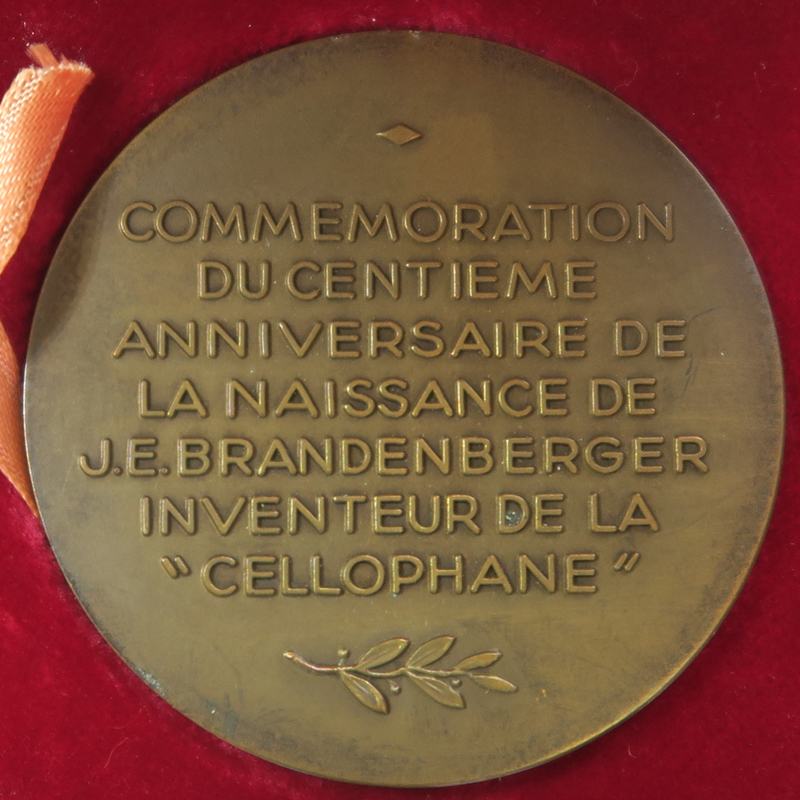 COMMEMORATION
DU CENTIEME
ANNIVERSAIRE DE
LA NAISSANCE DE
J.E.BRANDENBERGER
INVENTEUR DE LA
"CELLOPHANE"